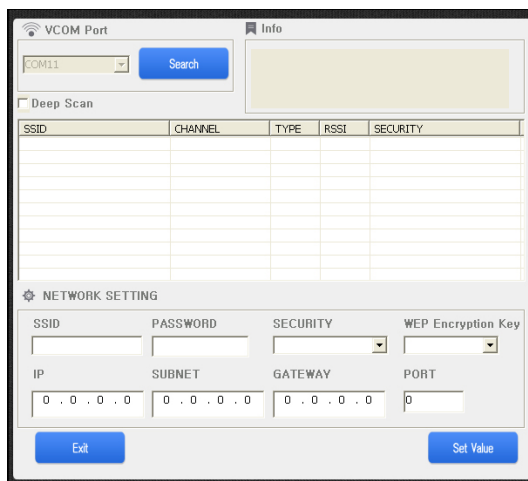 VCOM Port
Info
COM11
Search
Deep Scan
SSID CHANNEL TYPE RSSI SECURITY
NETWORK SETTING
SSID PASSWORD SECURITY WEP Encryption Key
IP SUBNET GATEWAY PORT
0 . 0 . 0 . 0 0 . 0 . 0 . 0 0 . 0 . 0 . 0 0
Exit Set Value